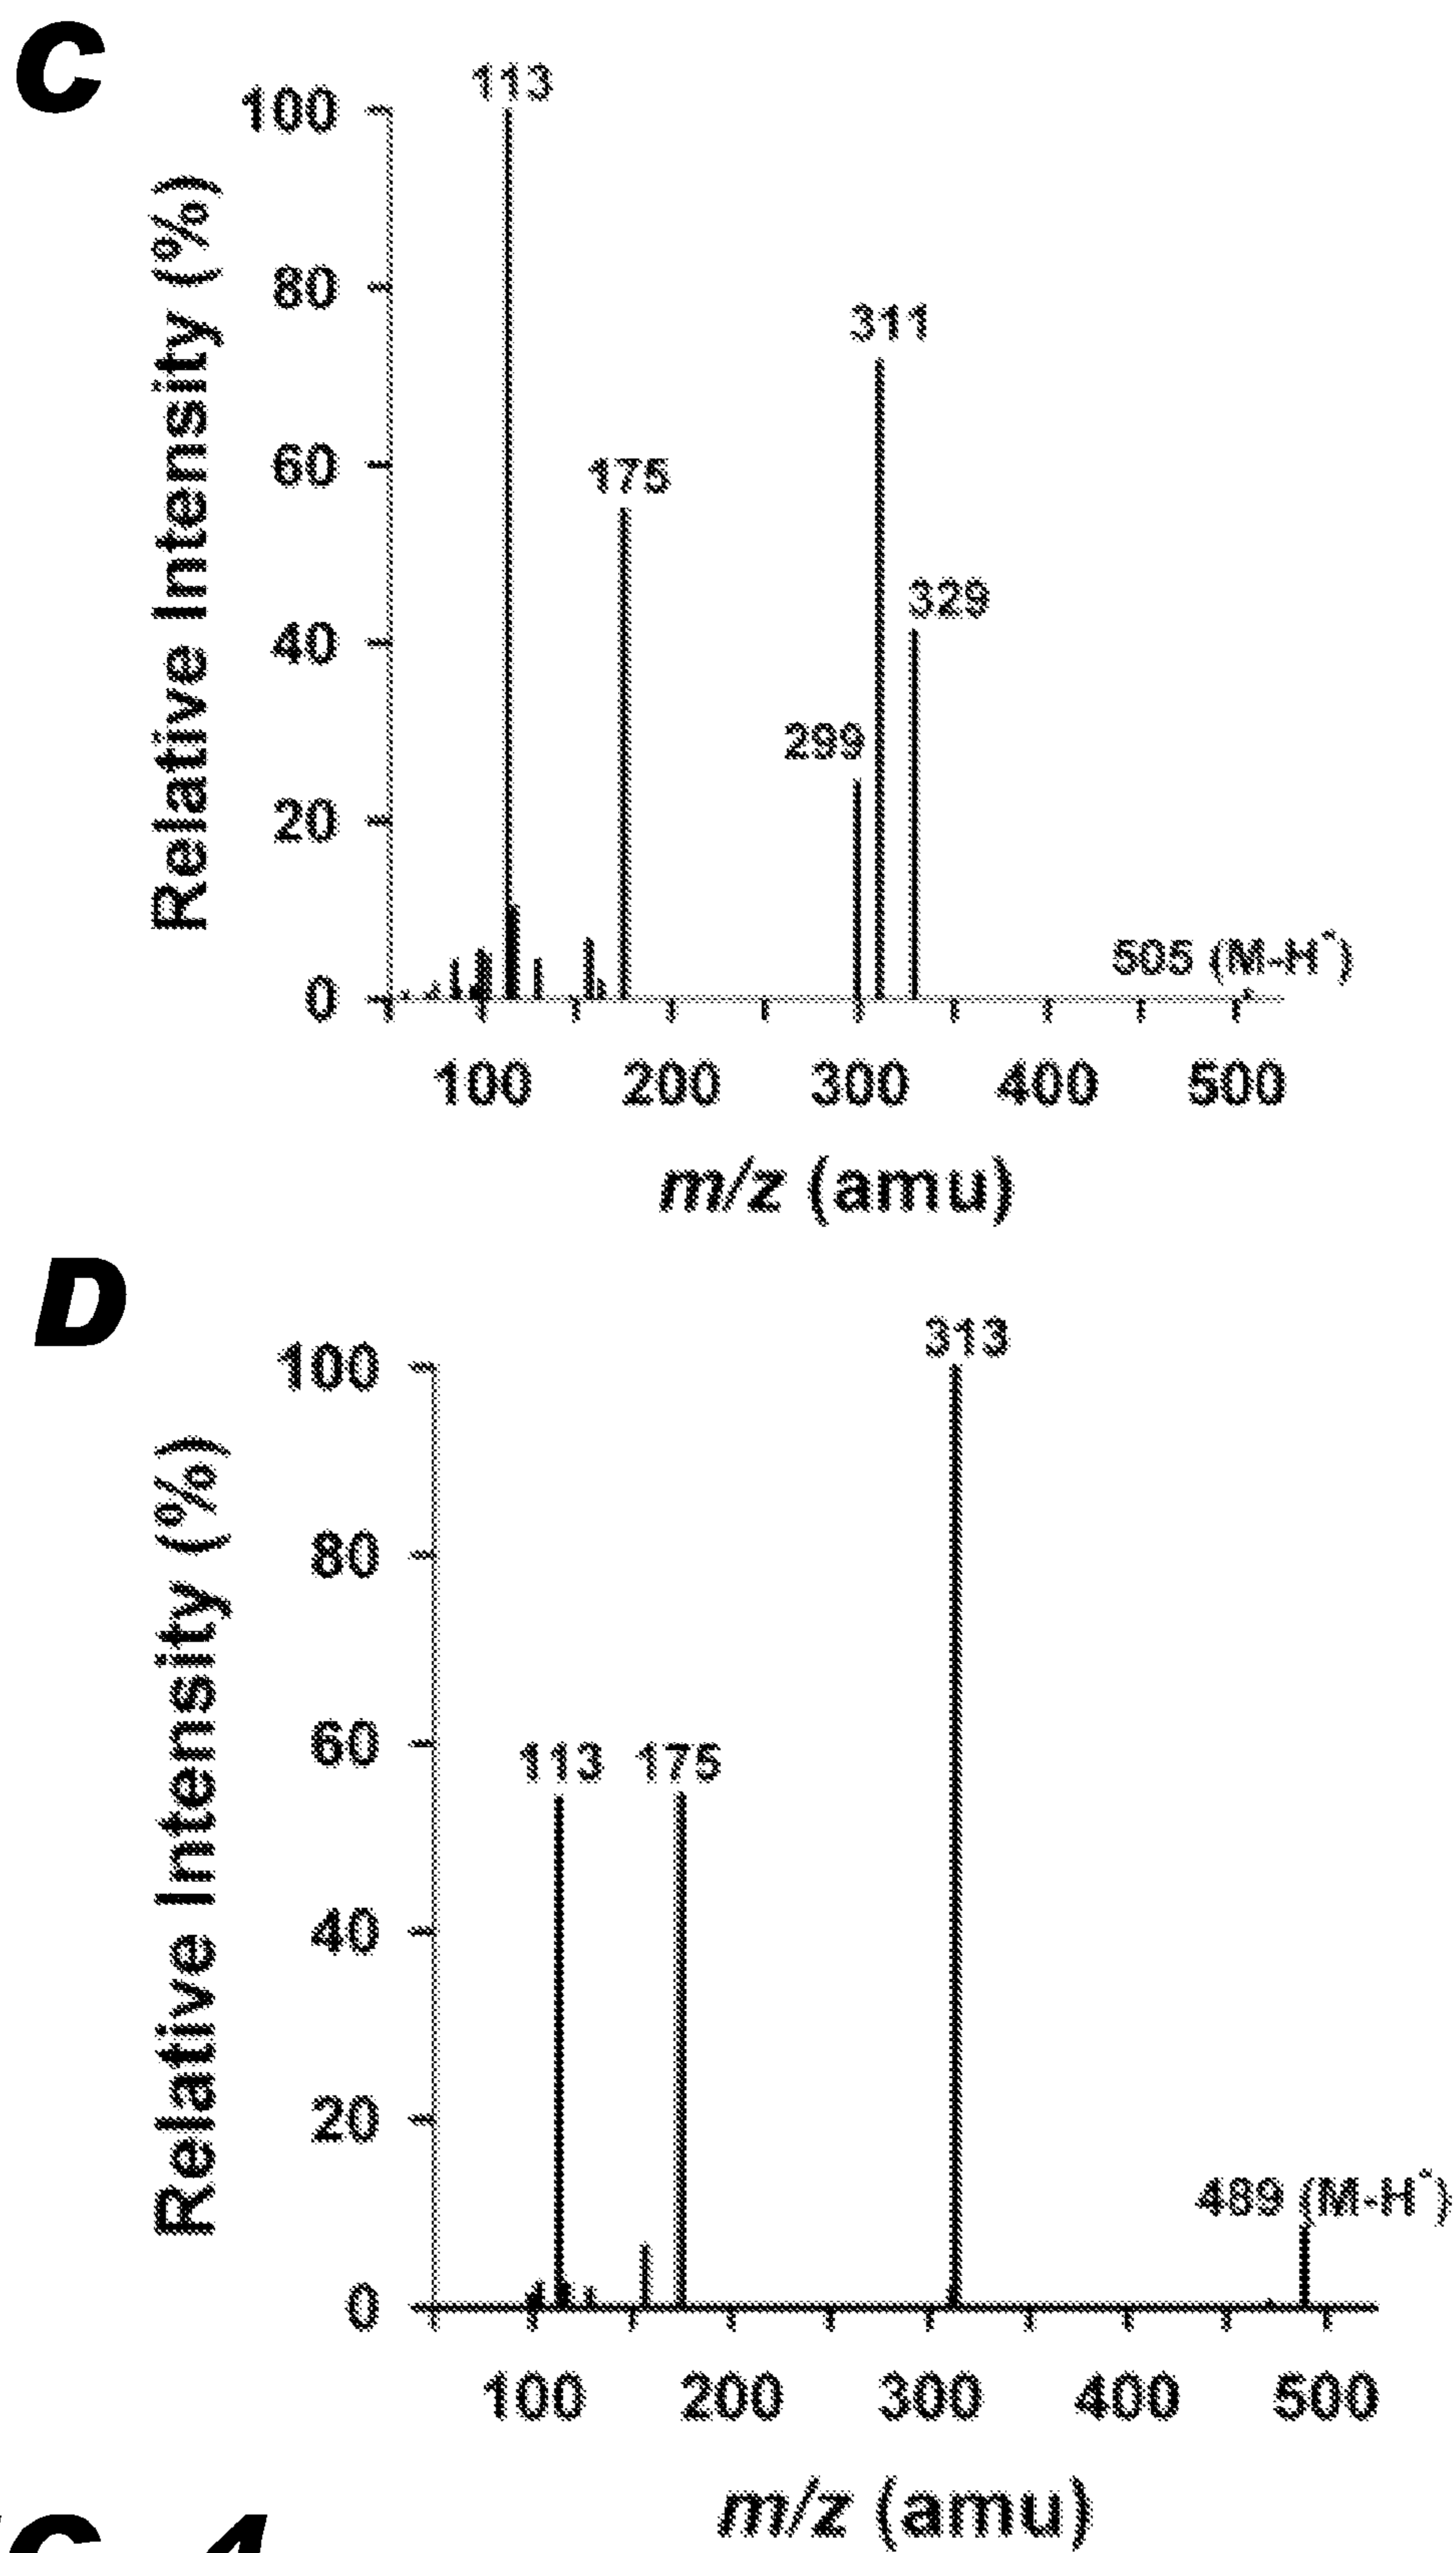 C
113
100
311
80
175
60
329
40
299
20
505 (M-H-)
0
100 200 300 400 500
m/z (amu)
Relative Intensity (%)
D
313
100
80
113 175
60
40
20
489 (M-H-)
0
100 200 300 400 500
m/z (amu)
Relative Intensity (%)